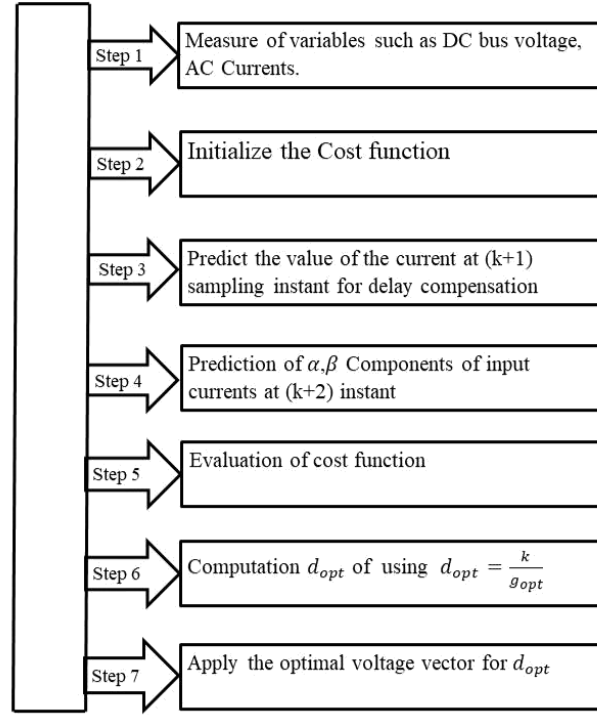 Step 1
Measure of variables such as DC bus voltage,
AC Currents.
Step 2
Initialize the Cost function
Step 3
Predict the value of the current at (k+1)
sampling instant for delay compensation
Step 4
Prediction of α,β Components of input
currents at (k+2) instant
Step 5
Evaluation of cost function
Step 6
Computation d_opt of using d_opt = k/g_opt
Step 7
Apply the optimal voltage vector for d_opt